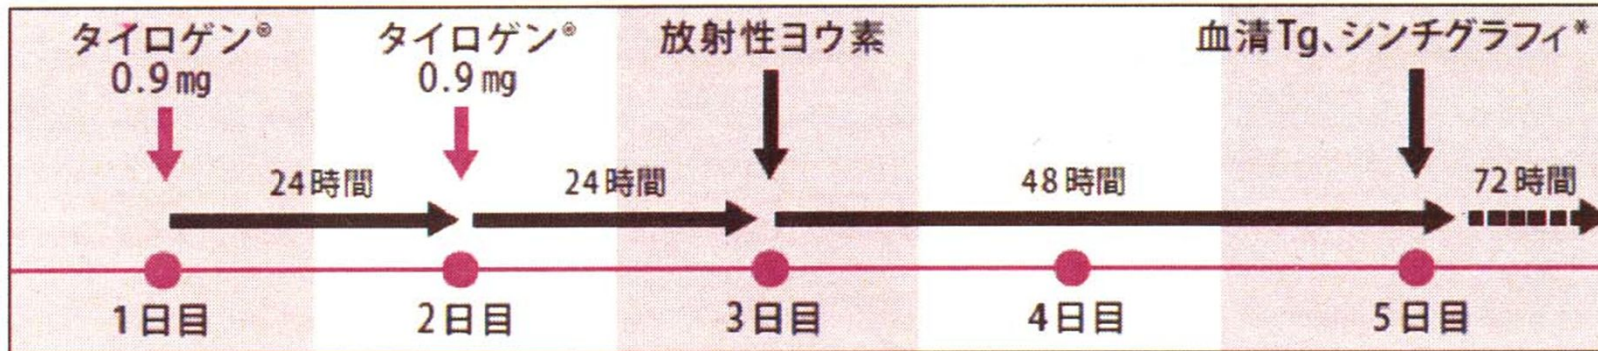 タイロゲン®
0.9㎎
タイロゲン®
0.9㎎
放射性ヨウ素
血清Tg、シンチグラフィ*
24時間
24時間
48時間
72時間
1日目
2日目
3日目
4日目
5日目